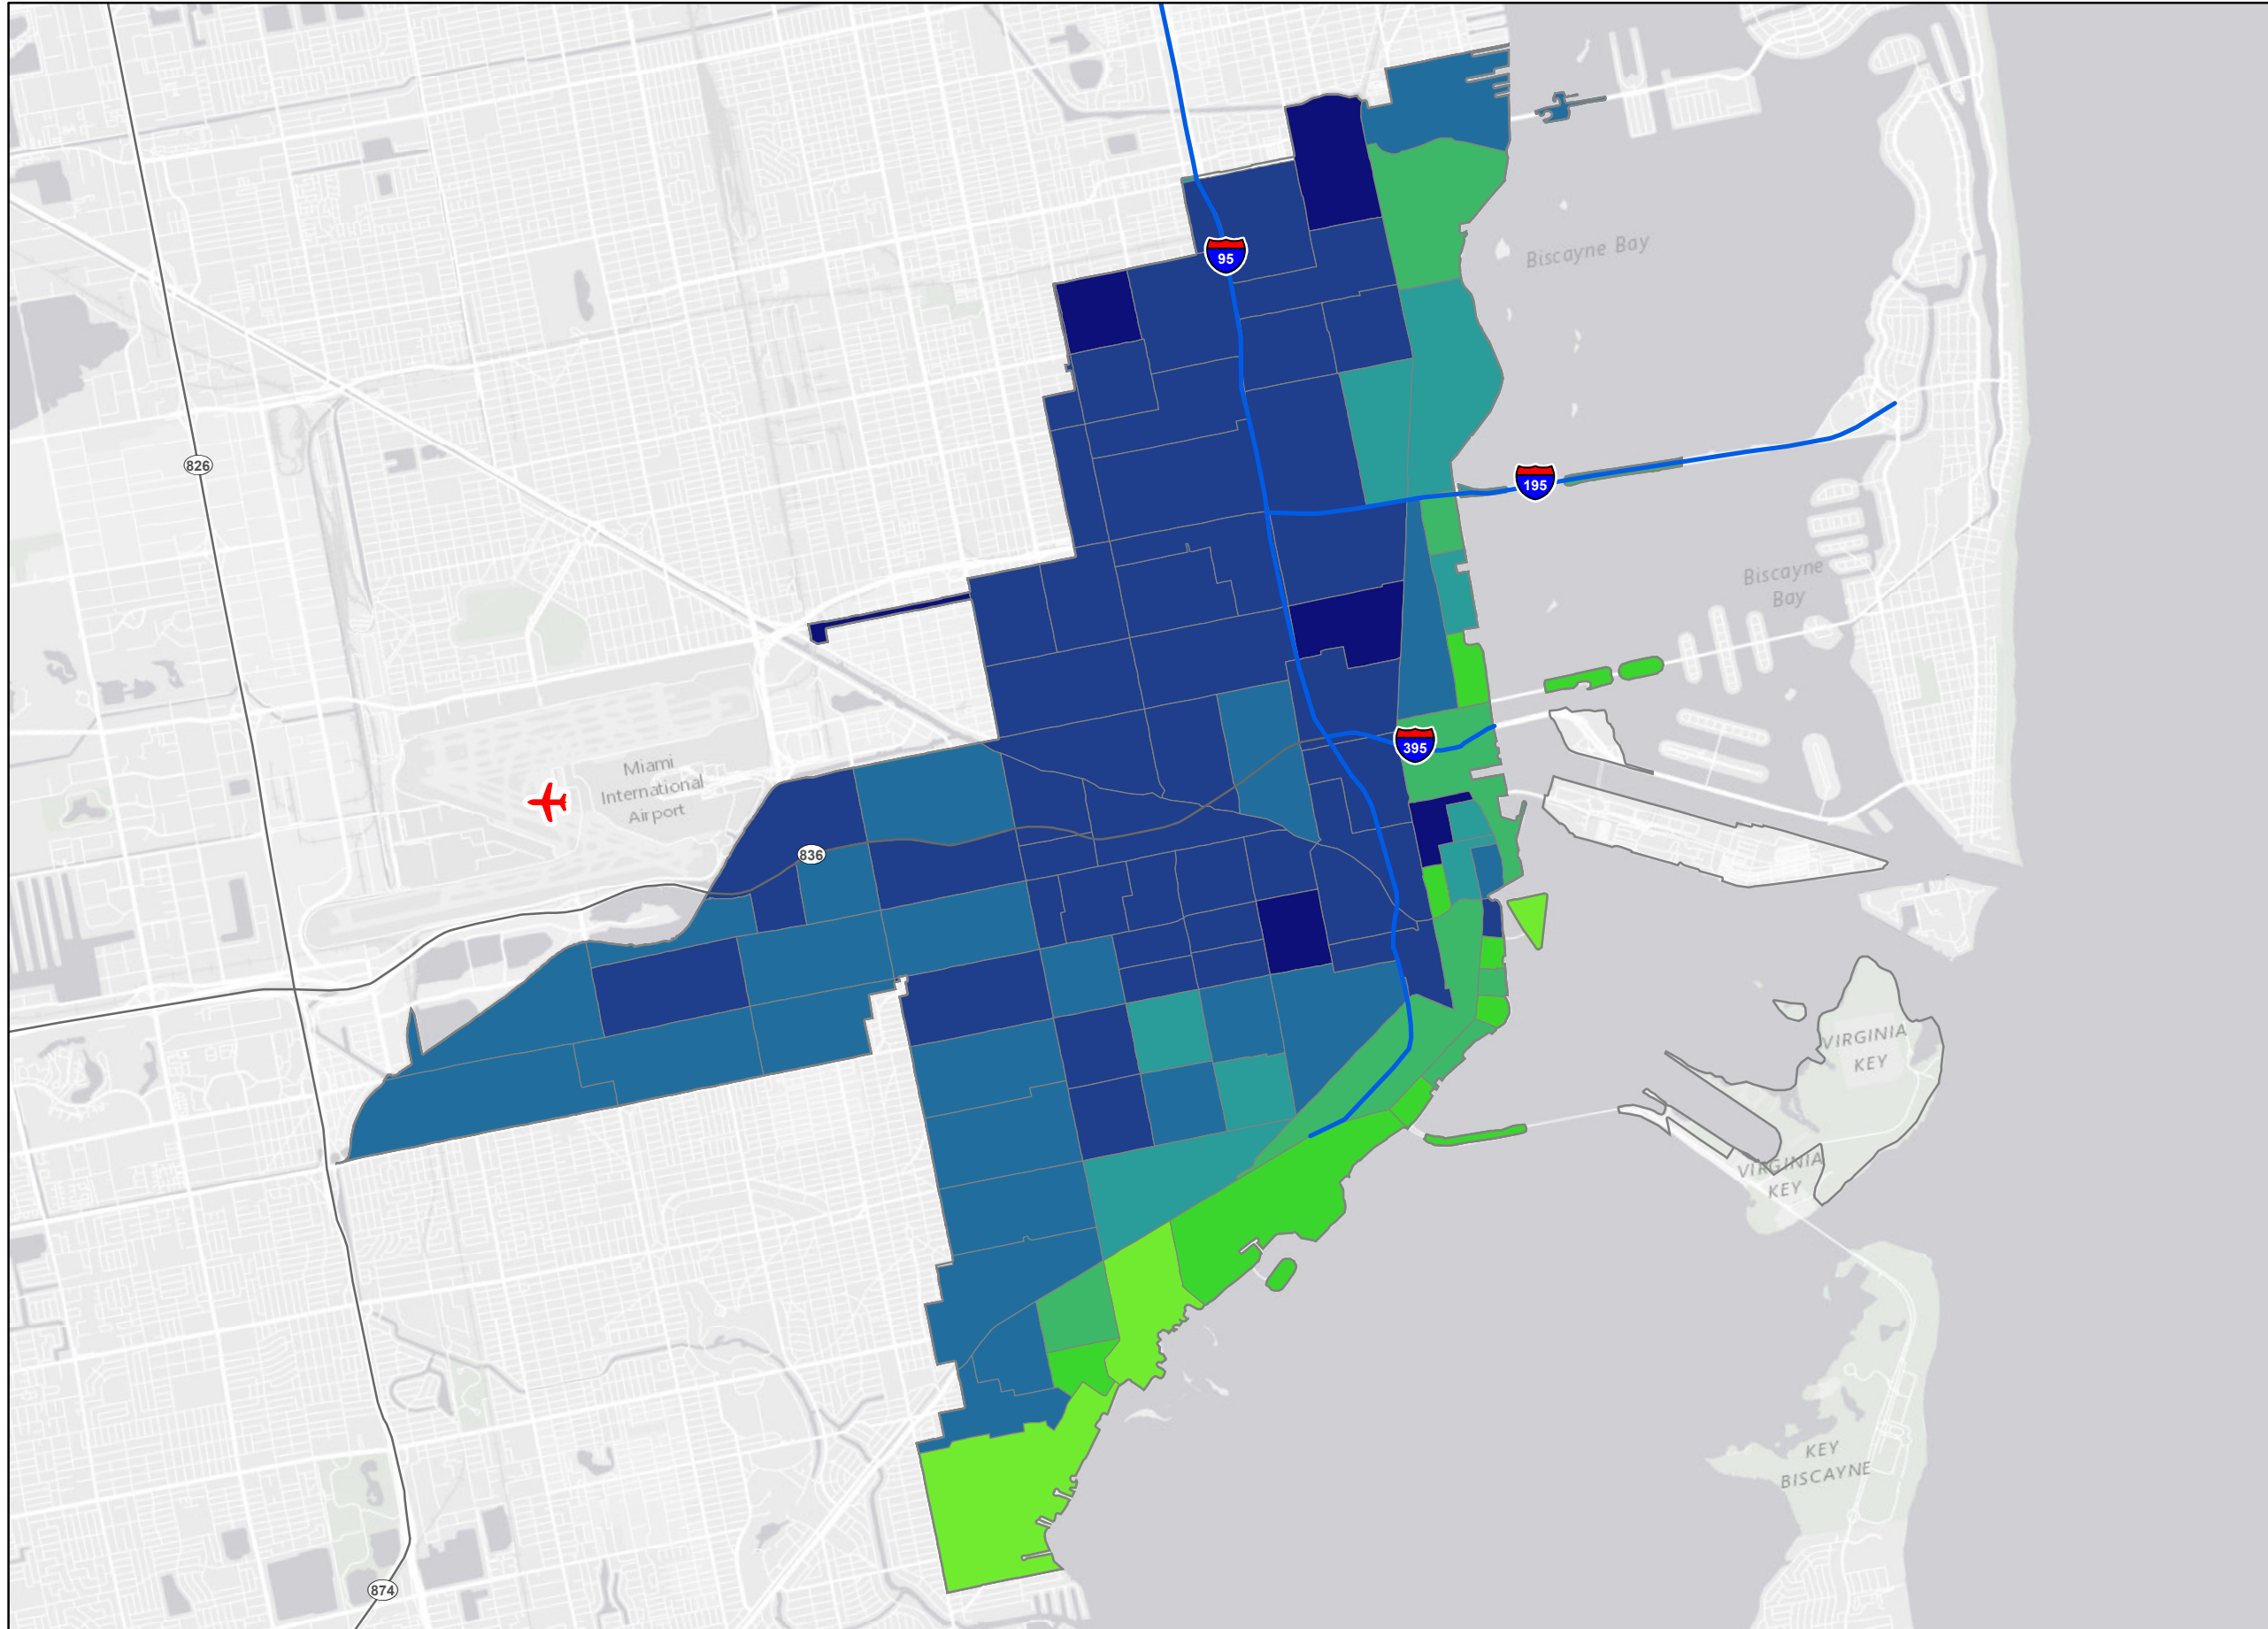 95
Biscayne Bay
826
195
Biscayne
Bay
395
Miami
International
Airport
836
VIRGINIA
KEY
VIRGINIA
KEY
KEY
BISCAYNE
874